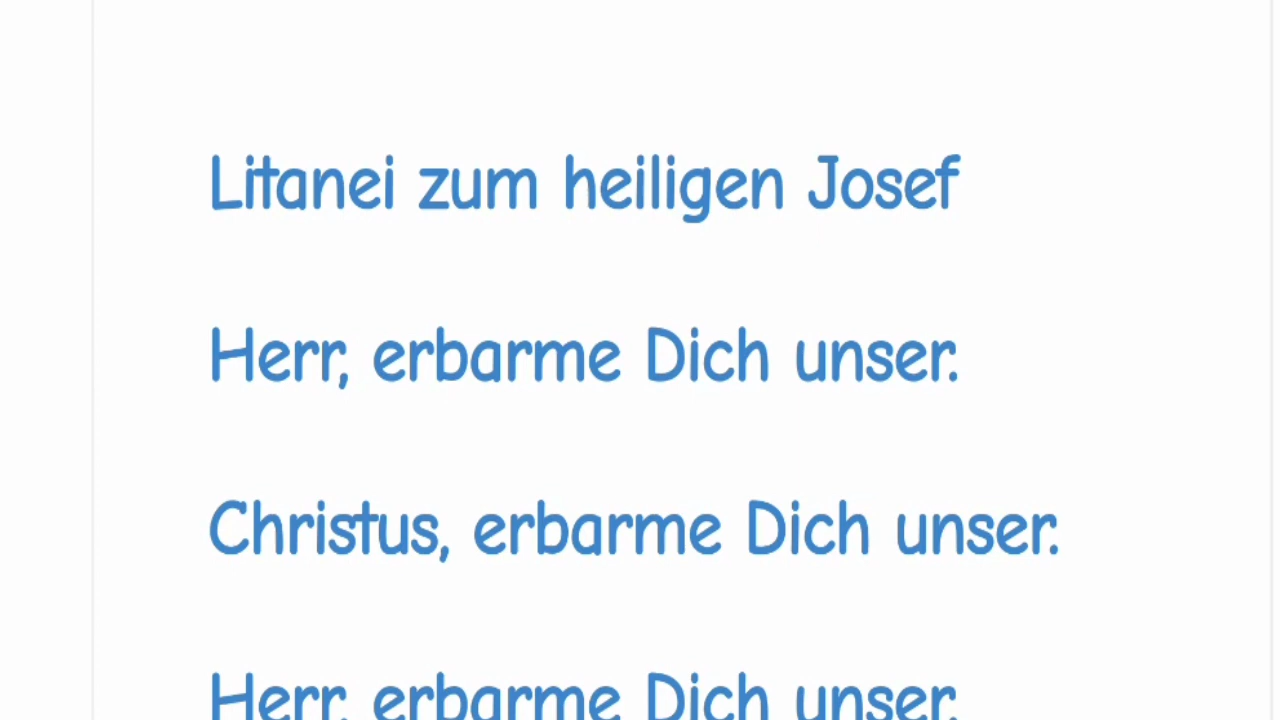 Litanei zum heiligen Josef
Herr, erbarme Dich unser.
Christus, erbarme Dich unser.
Herr, erbarme Dich unser.